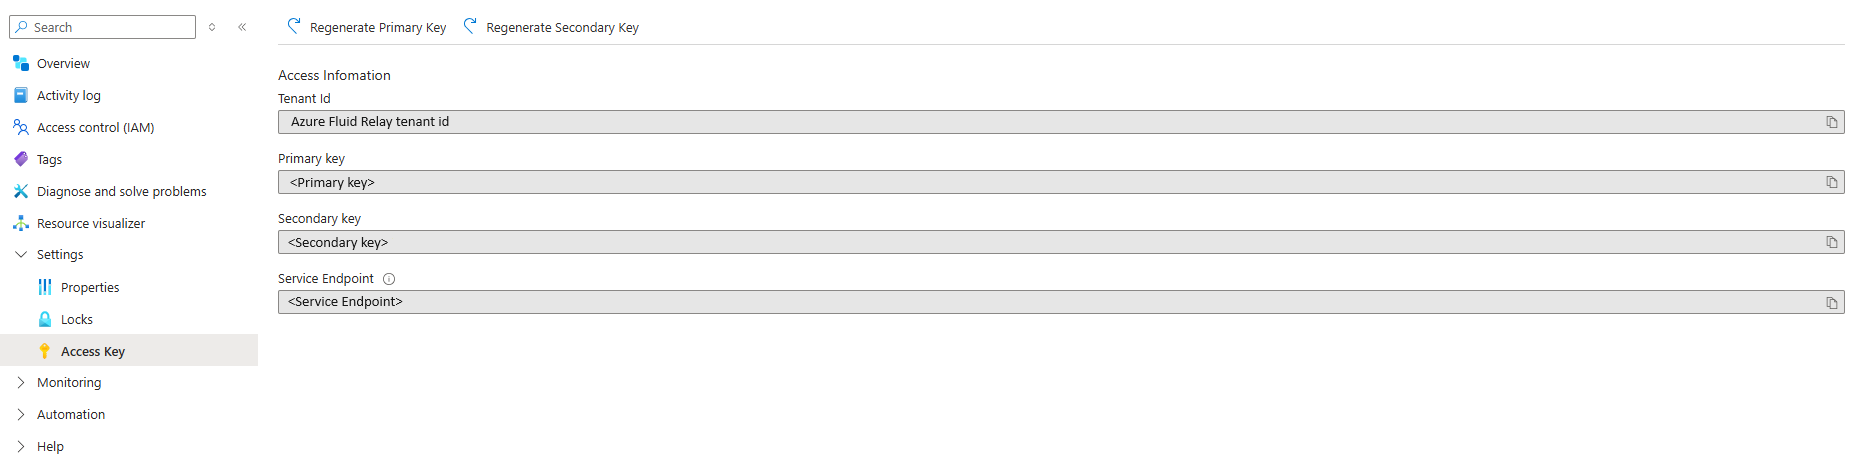 Search
Overview
Activity log
Access control (IAM)
Tags
Diagnose and solve problems
Resource visualizer
Settings
Properties
Locks
Access Key
Monitoring
Automation
Help
Regenerate Primary Key Regenerate Secondary Key
Access Infomation
Tenant Id
Azure Fluid Relay tenant id
Primary key
<Primary key>
Secondary key
<Secondary key>
Service Endpoint
<Service Endpoint>